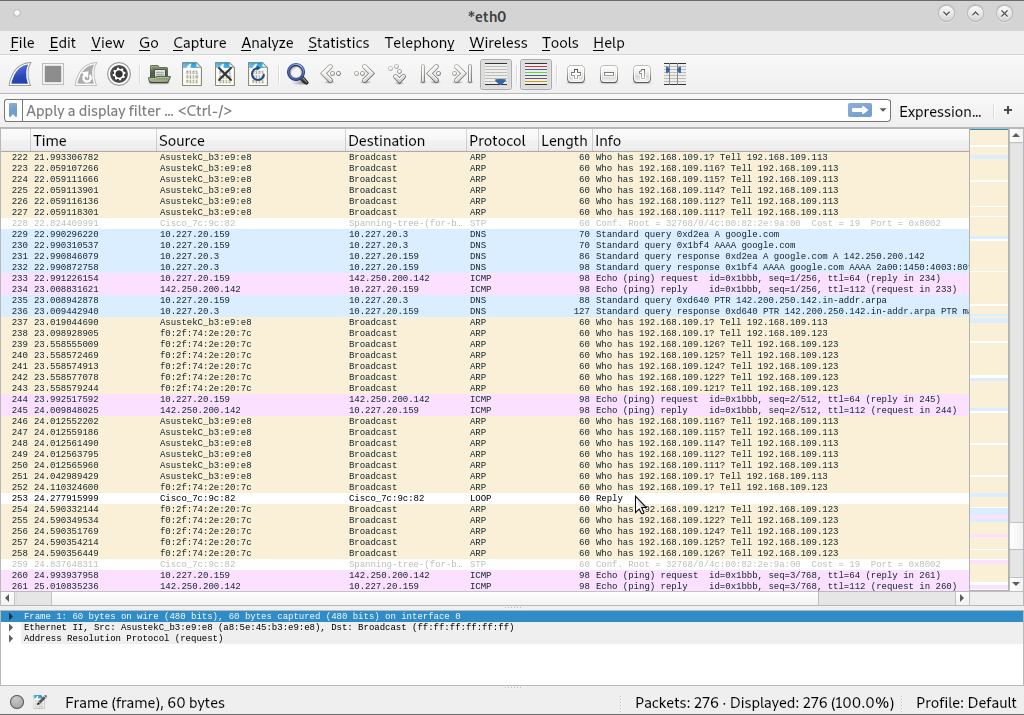 *eth0
File Edit View Go Capture Analyze Statistics Telephony Wireless Tools Help
Apply a display filter ... <Ctrl-/> Expression... +
Time Source Destination Protocol Length Info
222 21.993306782 AsustekC_b3:e9:e8 Broadcast ARP 60 Who has 192.168.109.1? Tell 192.168.109.113
223 22.059107266 AsustekC_b3:e9:e8 Broadcast ARP 60 Who has 192.168.109.116? Tell 192.168.109.113
224 22.059111666 AsustekC_b3:e9:e8 Broadcast ARP 60 Who has 192.168.109.115? Tell 192.168.109.113
225 22.059113901 AsustekC_b3:e9:e8 Broadcast ARP 60 Who has 192.168.109.114? Tell 192.168.109.113
226 22.059116136 AsustekC_b3:e9:e8 Broadcast ARP 60 Who has 192.168.109.112? Tell 192.168.109.113
227 22.059118301 AsustekC_b3:e9:e8 Broadcast ARP 60 Who has 192.168.109.111? Tell 192.168.109.113
228 22.824409991 Cisco_7c:9c:82 Spanning-tree-(for-b... STP 60 Conf. Root = 32768/0/4c:00:82:2e:9a:00 Cost = 19 Port = 0x8002
229 22.990296220 10.227.20.159 10.227.20.3 DNS 70 Standard query 0xd2ea A google.com
230 22.990310537 10.227.20.159 10.227.20.3 DNS 70 Standard query 0x1bf4 AAAA google.com
231 22.990846079 10.227.20.3 10.227.20.159 DNS 86 Standard query response 0xd2ea A google.com A 142.250.200.142
232 22.990872758 10.227.20.3 10.227.20.159 DNS 98 Standard query response 0x1bf4 AAAA google.com AAAA 2a00:1450:4003:80
233 22.991226154 10.227.20.159 142.250.200.142 ICMP 98 Echo (ping) request id=0x1bbb, seq=1/256, ttl=64 (reply in 234)
234 23.008831621 142.250.200.142 10.227.20.159 ICMP 98 Echo (ping) reply id=0x1bbb, seq=1/256, ttl=112 (request in 233)
235 23.008942878 10.227.20.159 10.227.20.3 DNS 88 Standard query 0xd640 PTR 142.200.250.142.in-addr.arpa
236 23.009442940 10.227.20.3 10.227.20.159 DNS 127 Standard query response 0xd640 PTR 142.200.250.142.in-addr.arpa PTR m
237 23.019044690 AsustekC_b3:e9:e8 Broadcast ARP 60 Who has 192.168.109.1? Tell 192.168.109.113
238 23.098928905 f0:2f:74:2e:20:7c Broadcast ARP 60 Who has 192.168.109.1? Tell 192.168.109.123
239 23.558555009 f0:2f:74:2e:20:7c Broadcast ARP 60 Who has 192.168.109.126? Tell 192.168.109.123
240 23.558572469 f0:2f:74:2e:20:7c Broadcast ARP 60 Who has 192.168.109.125? Tell 192.168.109.123
241 23.558574913 f0:2f:74:2e:20:7c Broadcast ARP 60 Who has 192.168.109.124? Tell 192.168.109.123
242 23.558577078 f0:2f:74:2e:20:7c Broadcast ARP 60 Who has 192.168.109.122? Tell 192.168.109.123
243 23.558579244 f0:2f:74:2e:20:7c Broadcast ARP 60 Who has 192.168.109.121? Tell 192.168.109.123
244 23.992517592 10.227.20.159 142.250.200.142 ICMP 98 Echo (ping) request id=0x1bbb, seq=2/512, ttl=64 (reply in 245)
245 24.009848025 142.250.200.142 10.227.20.159 ICMP 98 Echo (ping) reply id=0x1bbb, seq=2/512, ttl=112 (request in 244)
246 24.012552202 AsustekC_b3:e9:e8 Broadcast ARP 60 Who has 192.168.109.116? Tell 192.168.109.113
247 24.012559186 AsustekC_b3:e9:e8 Broadcast ARP 60 Who has 192.168.109.115? Tell 192.168.109.113
248 24.012561490 AsustekC_b3:e9:e8 Broadcast ARP 60 Who has 192.168.109.114? Tell 192.168.109.113
249 24.012563795 AsustekC_b3:e9:e8 Broadcast ARP 60 Who has 192.168.109.112? Tell 192.168.109.113
250 24.012565960 AsustekC_b3:e9:e8 Broadcast ARP 60 Who has 192.168.109.111? Tell 192.168.109.113
251 24.042989429 AsustekC_b3:e9:e8 Broadcast ARP 60 Who has 192.168.109.1? Tell 192.168.109.113
252 24.110324600 f0:2f:74:2e:20:7c Broadcast ARP 60 Who has 192.168.109.1? Tell 192.168.109.123
253 24.277915999 Cisco_7c:9c:82 Cisco_7c:9c:82 LOOP 60 Reply
254 24.590332144 f0:2f:74:2e:20:7c Broadcast ARP 60 Who has 192.168.109.121? Tell 192.168.109.123
255 24.590349534 f0:2f:74:2e:20:7c Broadcast ARP 60 Who has 192.168.109.122? Tell 192.168.109.123
256 24.590351769 f0:2f:74:2e:20:7c Broadcast ARP 60 Who has 192.168.109.124? Tell 192.168.109.123
257 24.590354214 f0:2f:74:2e:20:7c Broadcast ARP 60 Who has 192.168.109.125? Tell 192.168.109.123
258 24.590356449 f0:2f:74:2e:20:7c Broadcast ARP 60 Who has 192.168.109.126? Tell 192.168.109.123
259 24.837648311 Cisco_7c:9c:82 Spanning-tree-(for-b... STP 60 Conf. Root = 32768/0/4c:00:82:2e:9a:00 Cost = 19 Port = 0x8002
260 24.993937958 10.227.20.159 142.250.200.142 ICMP 98 Echo (ping) request id=0x1bbb, seq=3/768, ttl=64 (reply in 261)
261 25.010835236 142.250.200.142 10.227.20.159 ICMP 98 Echo (ping) reply id=0x1bbb, seq=3/768, ttl=112 (request in 260)
Frame 1: 60 bytes on wire (480 bits), 60 bytes captured (480 bits) on interface 0
Ethernet II, Src: AsustekC_b3:e9:e8 (a8:5e:45:b3:e9:e8), Dst: Broadcast (ff:ff:ff:ff:ff:ff)
Address Resolution Protocol (request)
Frame (frame), 60 bytes Packets: 276 · Displayed: 276 (100.0%) Profile: Default